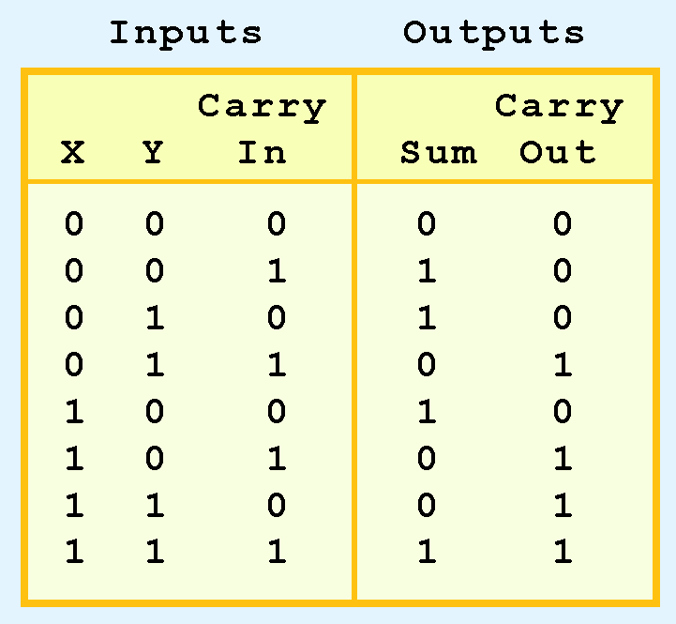 Inputs Outputs
Carry Carry
X Y In Sum Out
0 0 0 0 0
0 0 1 1 0
0 1 0 1 0
0 1 1 0 1
1 0 0 1 0
1 0 1 0 1
1 1 0 0 1
1 1 1 1 1